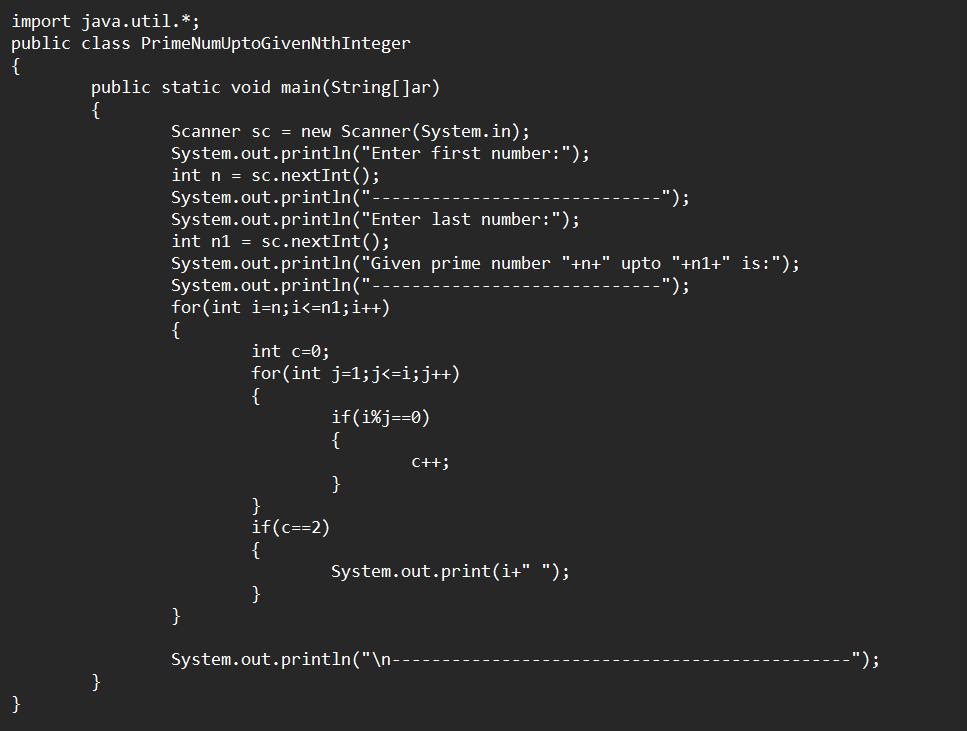 import java.util.*;
public class PrimeNumUptoGivenNthInteger
{
        public static void main(String[]ar)
        {
                Scanner sc = new Scanner(System.in);
                System.out.println("Enter first number:");
                int n = sc.nextInt();
                System.out.println("-----------------------------");
                System.out.println("Enter last number:");
                int n1 = sc.nextInt();
                System.out.println("Given prime number "+n+" upto "+n1+" is:");
                System.out.println("-----------------------------");
                for(int i=n;i<=n1;i++)
                {
                        int c=0;
                        for(int j=1;j<=i;j++)
                        {
                                if(i%j==0)
                                {
                                        c++;
                                }
                        }
                        if(c==2)
                        {
                                System.out.print(i+" ");
                        }
                }

                System.out.println("\n----------------------------------------------");
        }
}